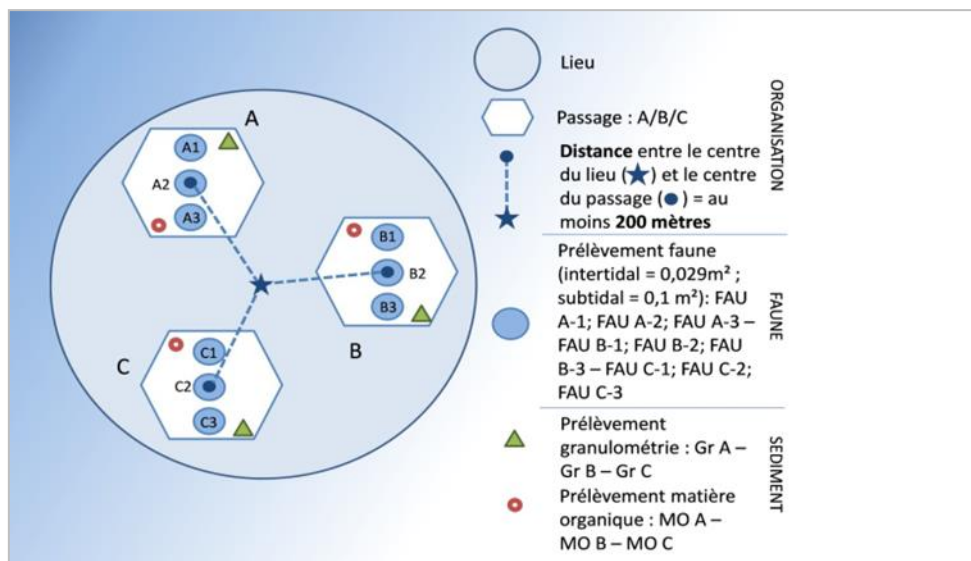 A
A1
A2
A3
B1
B2
B3
B
C
C1
C2
C3
Lieu
Passage : A/B/C
Distance entre le centre
du lieu (★) et le centre
du passage (●) = au
moins 200 mètres
ORGANISATION
Prélèvement faune
(intertidal = 0,029m² ;
subtidal = 0,1 m²): FAU
A-1; FAU A-2; FAU A-3 –
FAU B-1; FAU B-2; FAU
B-3 – FAU C-1; FAU C-2;
FAU C-3
FAUNE
Prélèvement
granulométrie : Gr A –
Gr B – Gr C
Prélèvement matière
organique : MO A –
MO B – MO C
SEDIMENT